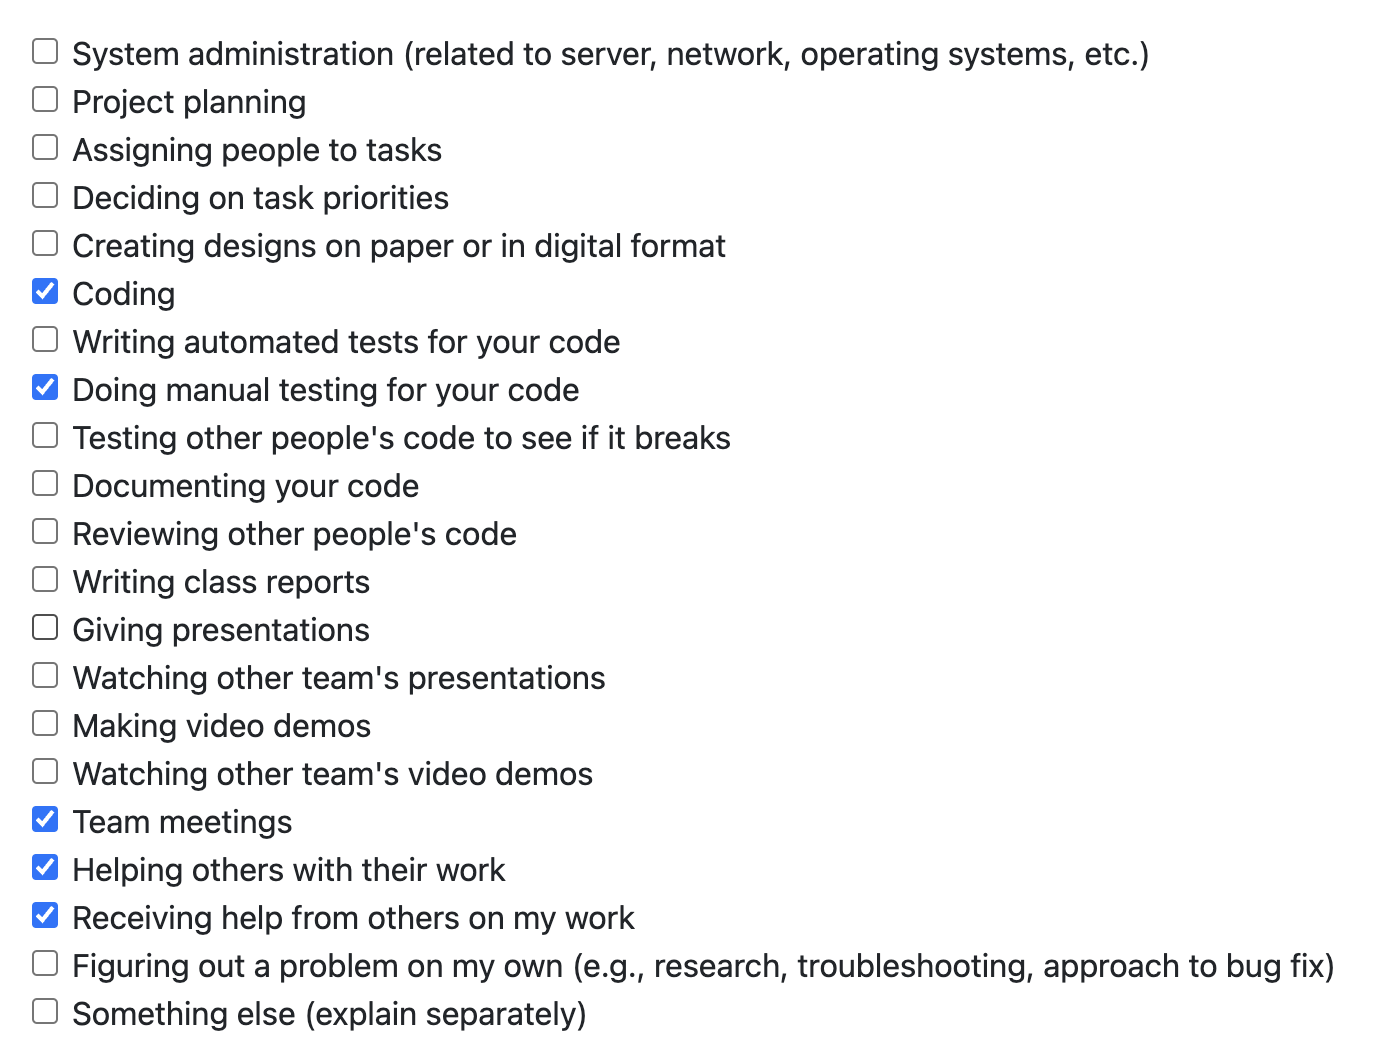 System administration (related to server, network, operating systems, etc.)
Project planning
Assigning people to tasks
Deciding on task priorities
Creating designs on paper or in digital format
Coding
Writing automated tests for your code
Doing manual testing for your code
Testing other people's code to see if it breaks
Documenting your code
Reviewing other people's code
Writing class reports
Giving presentations
Watching other team's presentations
Making video demos
Watching other team's video demos
Team meetings
Helping others with their work
Receiving help from others on my work
Figuring out a problem on my own (e.g., research, troubleshooting, approach to bug fix)
Something else (explain separately)